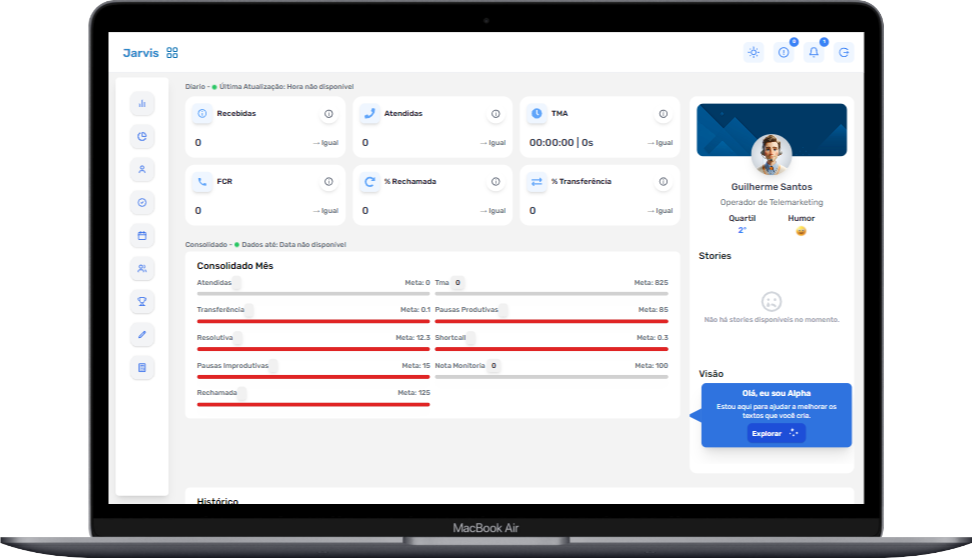 Jarvis
0
1
Diario - Última Atualização: Hora não disponível
Recebidas
0
→ Igual
Atendidas
0
→ Igual
TMA
00:00:00 | 0s
→ Igual
FCR
0
→ Igual
% Rechamada
0
→ Igual
% Transferência
0
→ Igual
Consolidado - Dados até: Data não disponível
Consolidado Mês
Atendidas Meta: 0
Tma 0 Meta: 825
Transferência Meta: 0.1
Pausas Produtivas Meta: 85
Resolutiva Meta: 12.3
Shortcall Meta: 0.3
Pausas Improdutivas Meta: 15
Nota Monitoria 0 Meta: 100
Rechamada Meta: 125
Guilherme Santos
Operador de Telemarketing
Quartil Humor
2°
Stories
Não há stories disponíveis no momento.
Visão
Olá, eu sou Alpha
Estou aqui para ajudar a melhorar os
textos que você cria.
Explorar
Histórico
MacBook Air